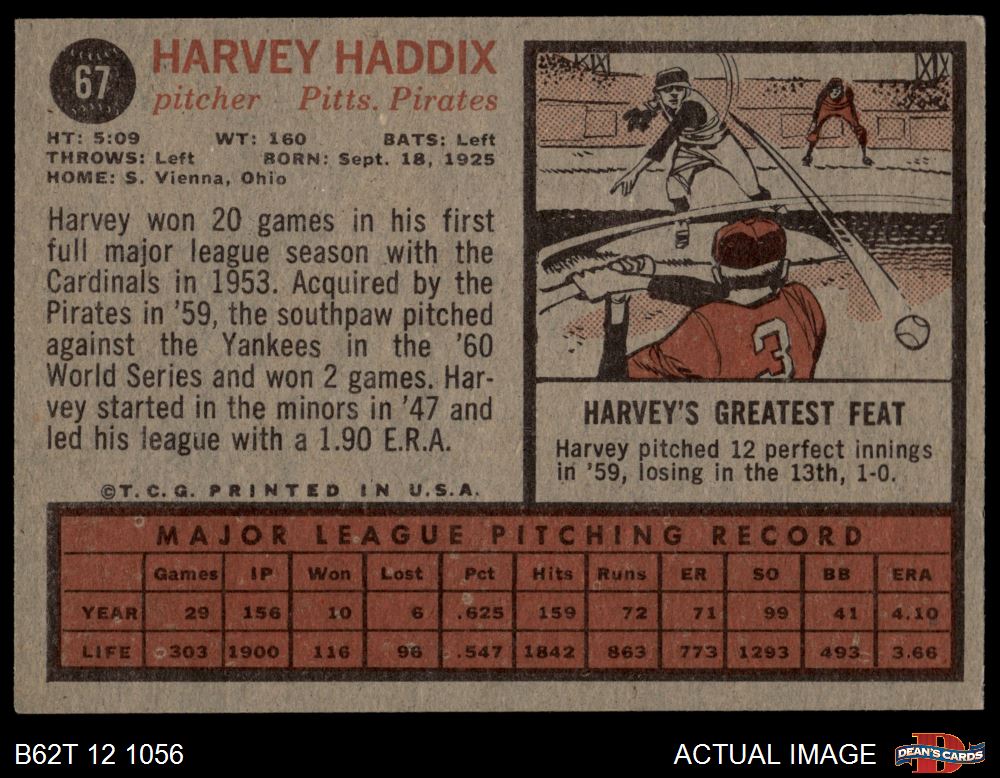 67
HARVEY HADDIX
pitcher Pitts. Pirates
HT: 5:09 WT: 160 BATS: Left
THROWS: Left BORN: Sept. 18, 1925
HOME: S. Vienna, Ohio
Harvey won 20 games in his first
full major league season with the
Cardinals in 1953. Acquired by the
Pirates in '59, the southpaw pitched
against the Yankees in the '60
World Series and won 2 games. Har-
vey started in the minors in '47 and
led his league with a 1.90 E.R.A.
©T.C.G. PRINTED IN U.S.A.
3
HARVEY'S GREATEST FEAT
Harvey pitched 12 perfect innings
in '59, losing in the 13th, 1-0.
MAJOR LEAGUE PITCHING RECORD
Games IP Won Lost Pct Hits Runs ER SO BB ERA
YEAR 29 156 10 6 .625 159 72 71 99 41 4.10
LIFE 303 1900 116 96 .547 1842 863 773 1293 493 3.66
B62T 12 1056
ACTUAL IMAGE
D
DEAN'S CARDS